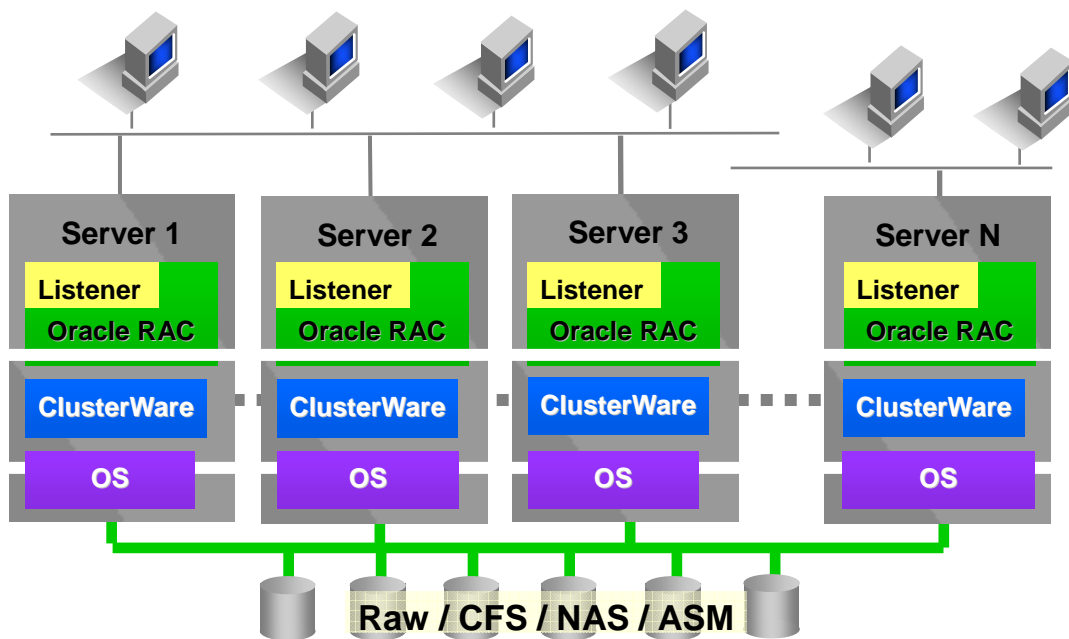 Server 1
Listener
Oracle RAC
ClusterWare
OS
Server 2
Listener
Oracle RAC
ClusterWare
OS
Server 3
Listener
Oracle RAC
ClusterWare
OS
Server N
Listener
Oracle RAC
ClusterWare
OS
Raw / CFS / NAS / ASM